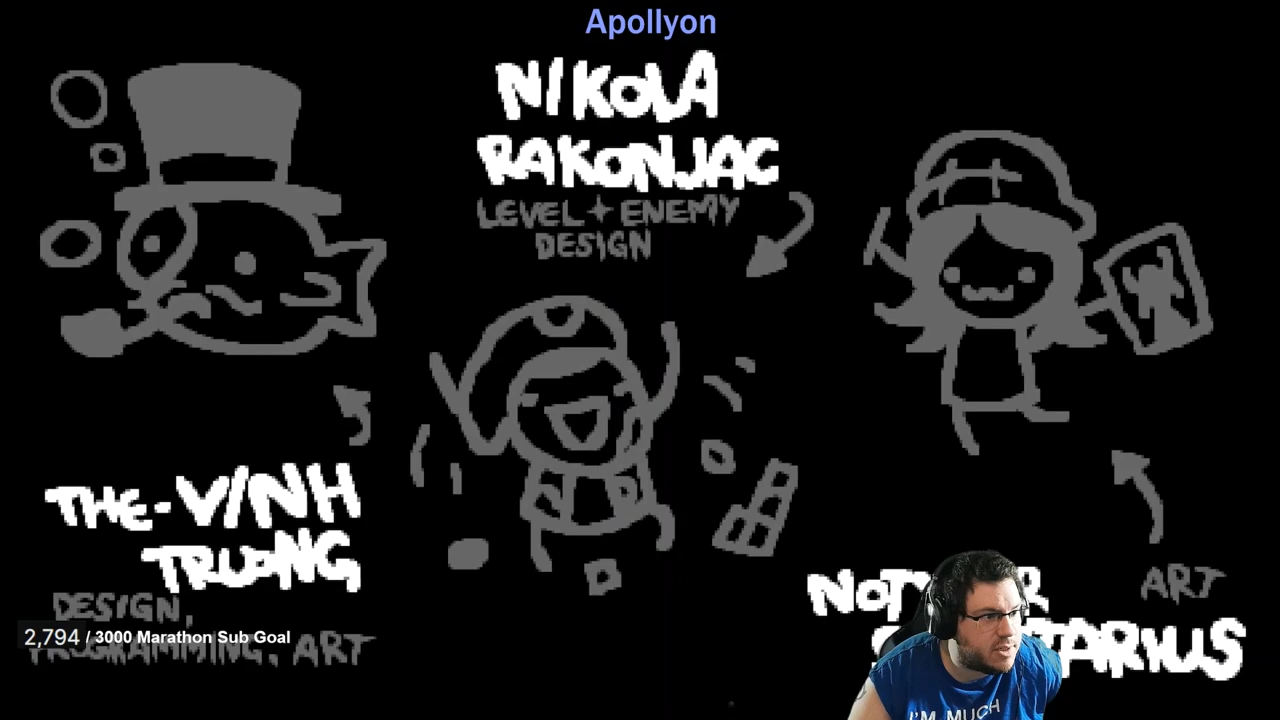 Apollyon
NIKOLA
RAKONJAC
LEVEL + ENEMY
DESIGN
THE-VINH
TRUONG
DESIGN,
PROGRAMMING, ART
2,794 / 3000 Marathon Sub Goal
ART
I'M MUCH